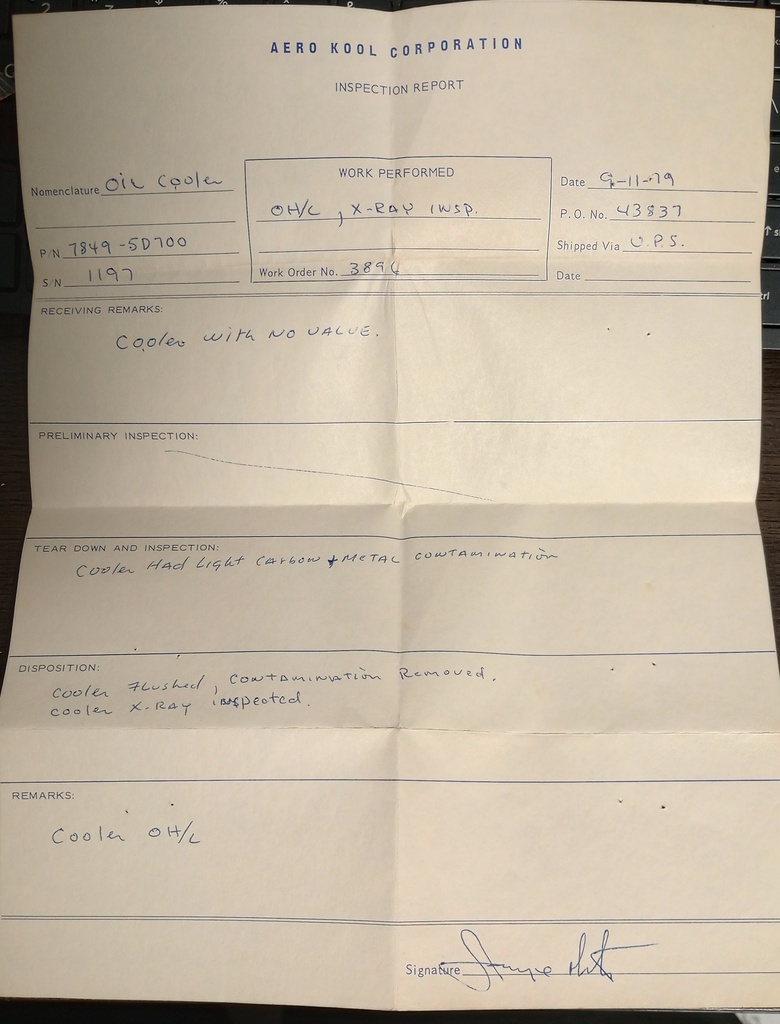 AERO KOOL CORPORATION
INSPECTION REPORT
Nomenclature OIL Cooler
P/N 7849-5D700
S/N 1197
WORK PERFORMED
OH/C, X-RAY INSP.
Work Order No. 389
Date 9-11-79
P.O. No. 43837
Shipped Via U.P.S.
Date
RECEIVING REMARKS:
Cooler with NO VALUE.
PRELIMINARY INSPECTION:
TEAR DOWN AND INSPECTION:
Cooler HAd Light CArbon + METAL CONTAMINATION
DISPOSITION:
Cooler Flushed, CONTAMINATION Removed.
Cooler X-RAY inspected.
REMARKS:
Cooler OH/C
Signature